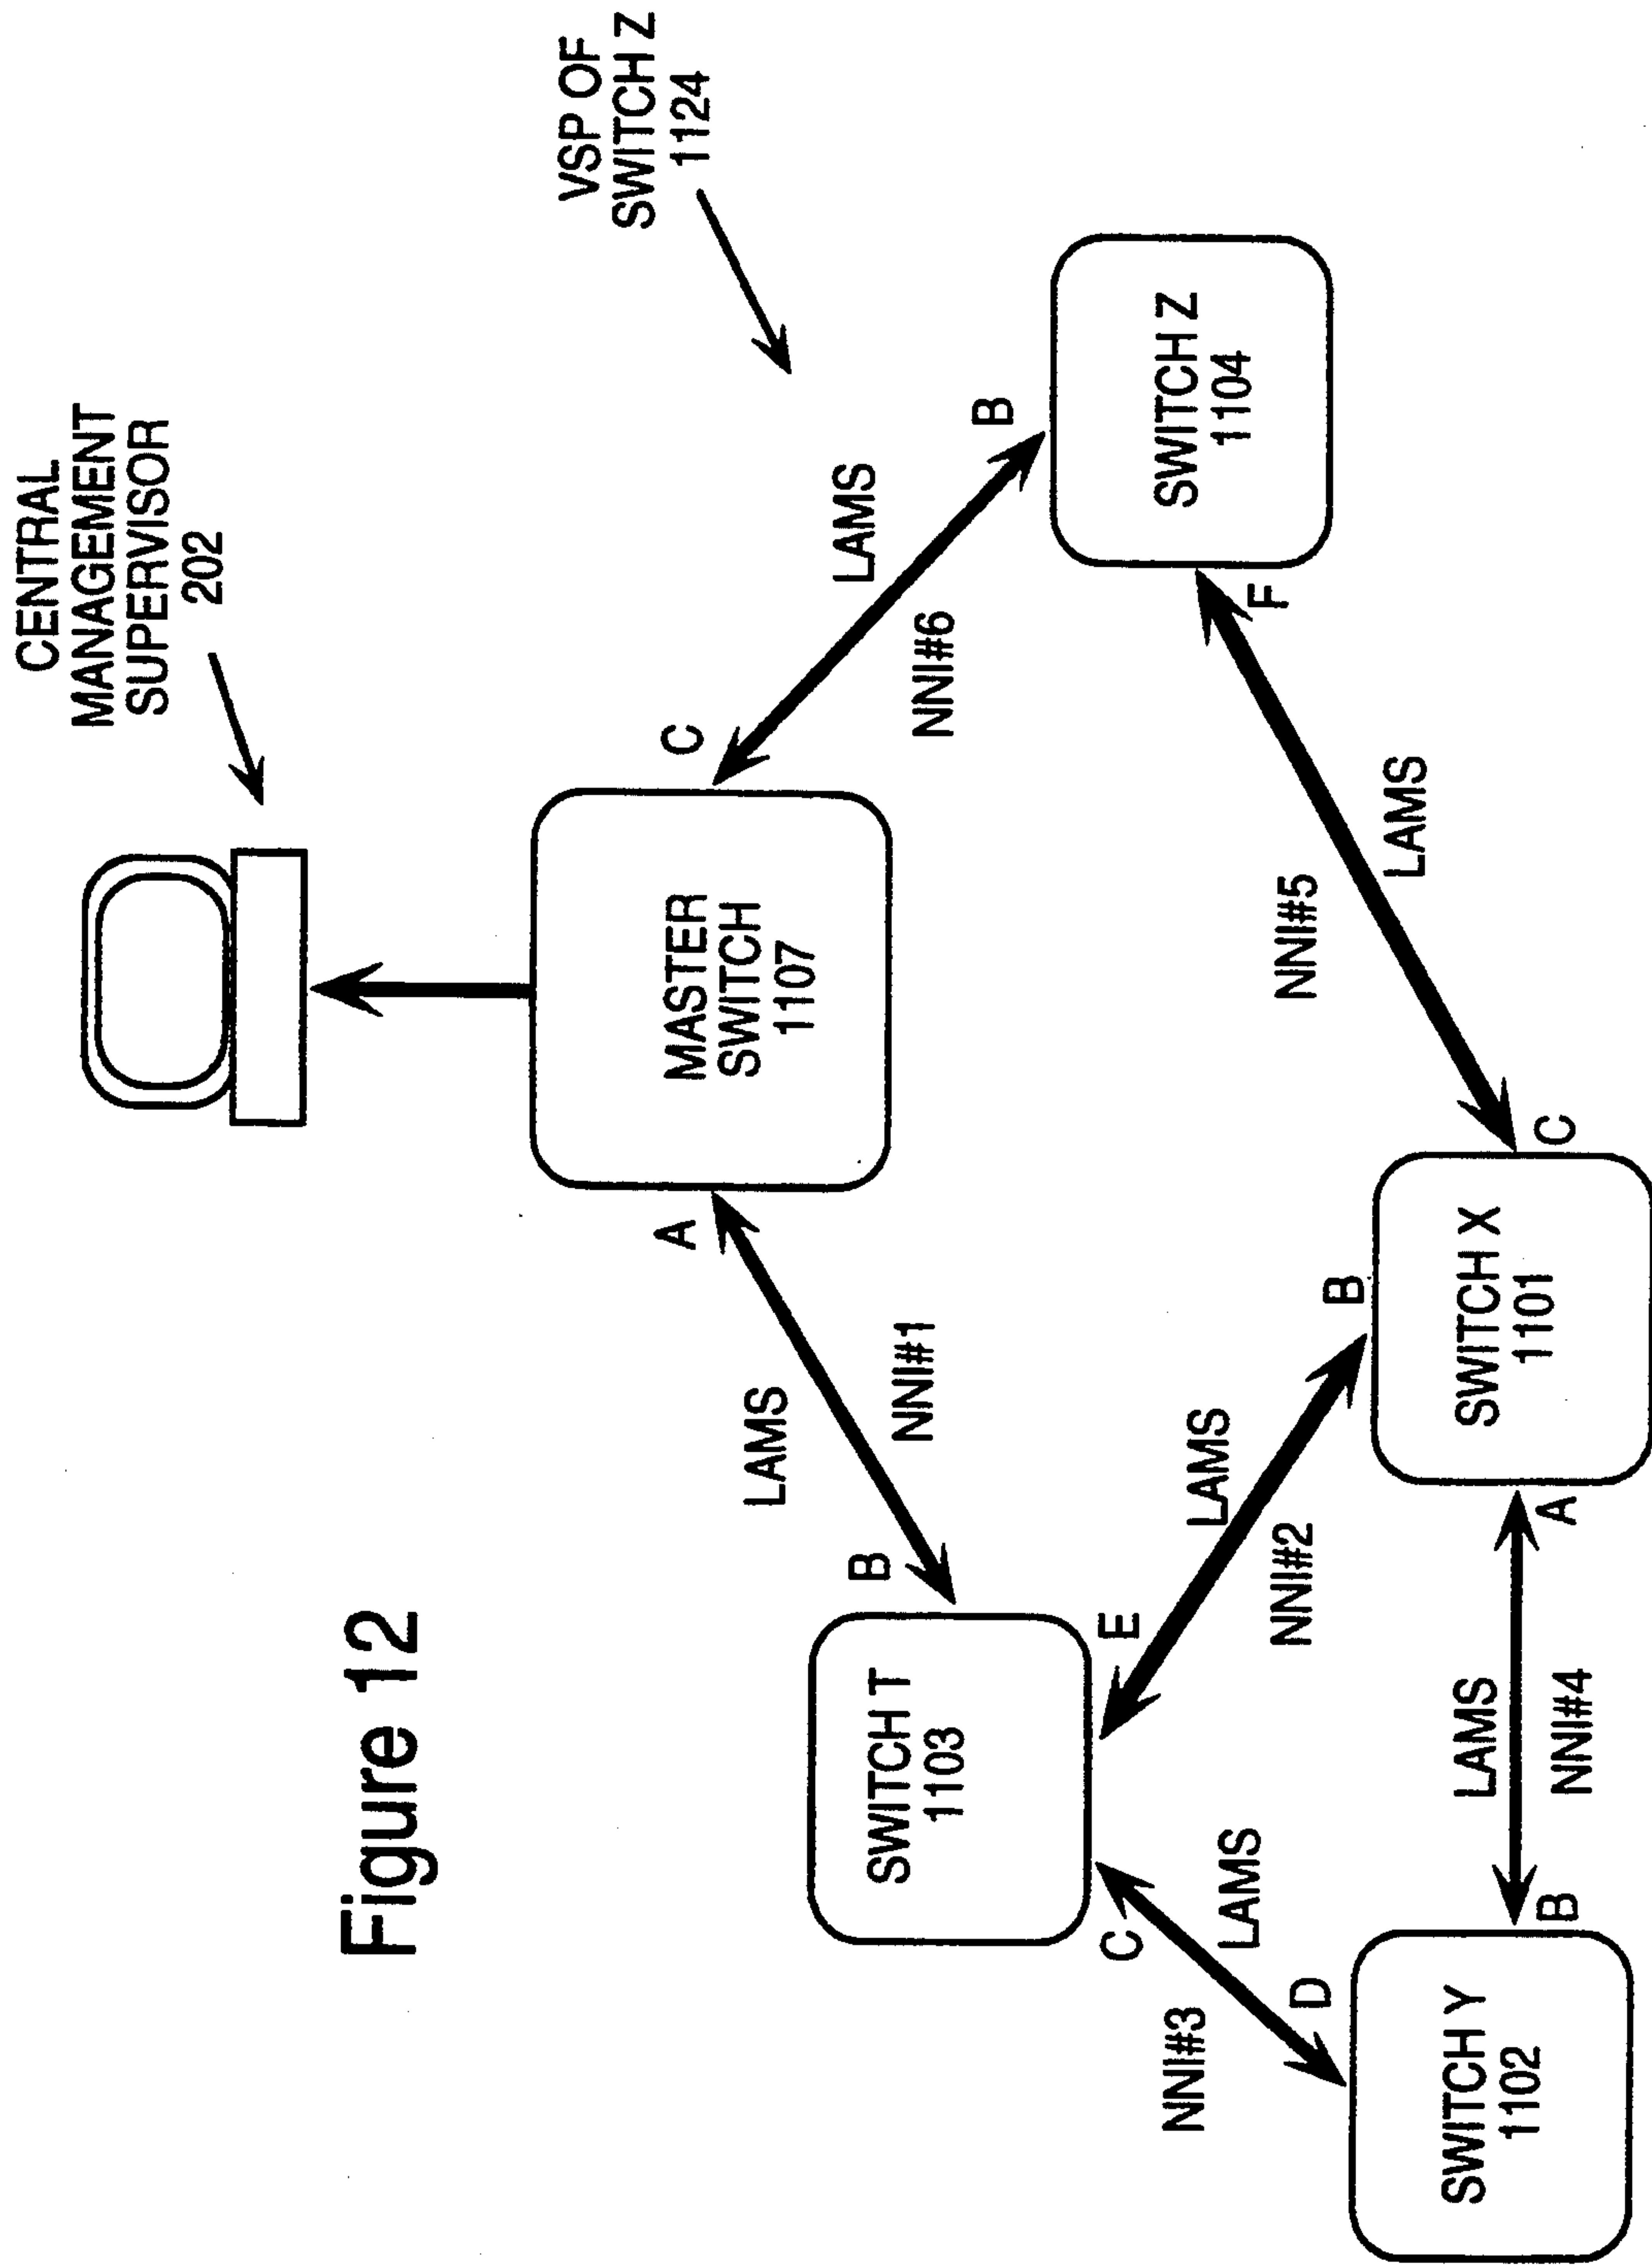 Figure 12
CENTRAL
MANAGEMENT
SUPERVISOR
202
VSP OF
SWITCH Z
1124
MASTER
SWITCH
1107
A
C
LAMS
NNI#1
LAMS
NNI#6
B
B
SWITCH T
1103
SWITCH Z
1104
C
E
F
LAMS
NNI#3
D
LAMS
NNI#2
B
NNI#5
LAMS
SWITCH Y
1102
B
LAMS
NNI#4
A
SWITCH X
1101
C